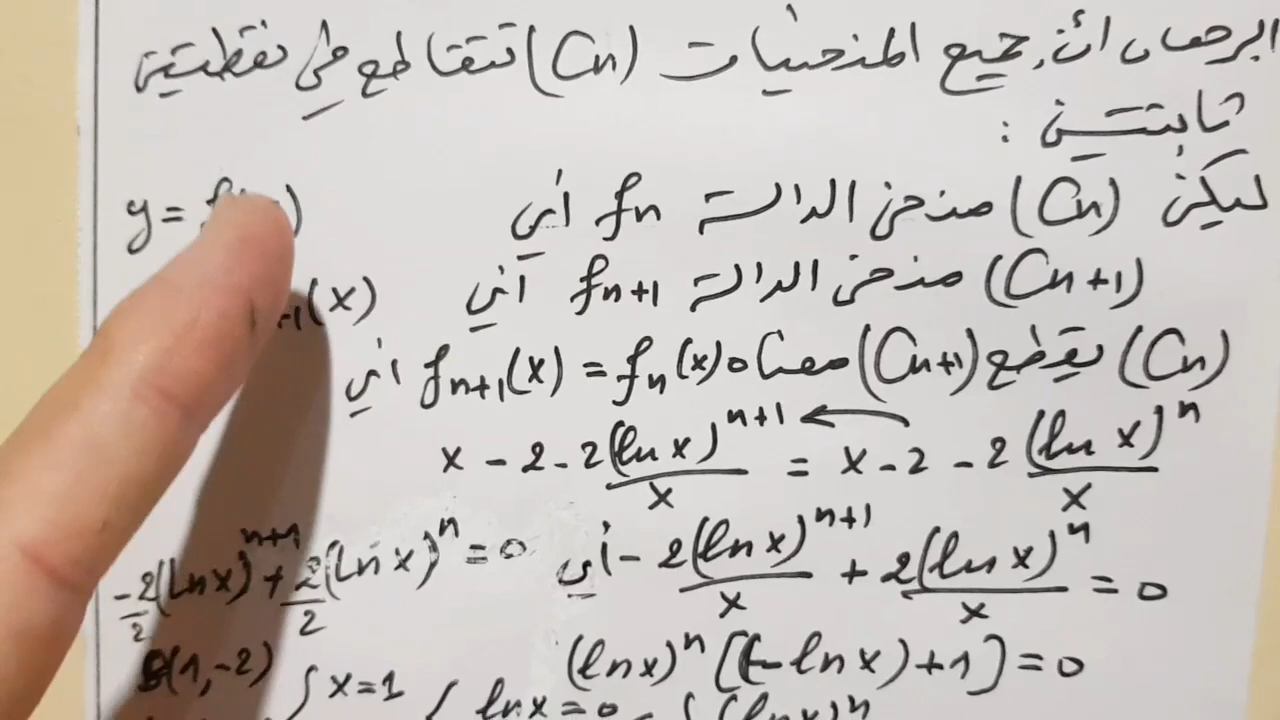 البرهان أن جميع المنحنيات (Cn) تتقاطع في نقطتين
ثابتتين :
ليكن (Cn) منحنى الدالة fn أي y =
(Cn+1) منحنى الدالة fn+1 أي (x)
(Cn) يقطع (Cn+1) معناه fn+1(x) = fn(x) أي
x - 2 - 2(ln x)^n+1/x = x - 2 - 2(ln x)^n/x
أي - 2(ln x)^n+1/x + 2(ln x)^n/x = 0
-2(ln x)^n+1/2 + 2(ln x)^n/2 = 0
(ln x)^n [(-ln x) + 1] = 0
(1, -2) { x = 1 / ln x = 0 { (ln x)^n